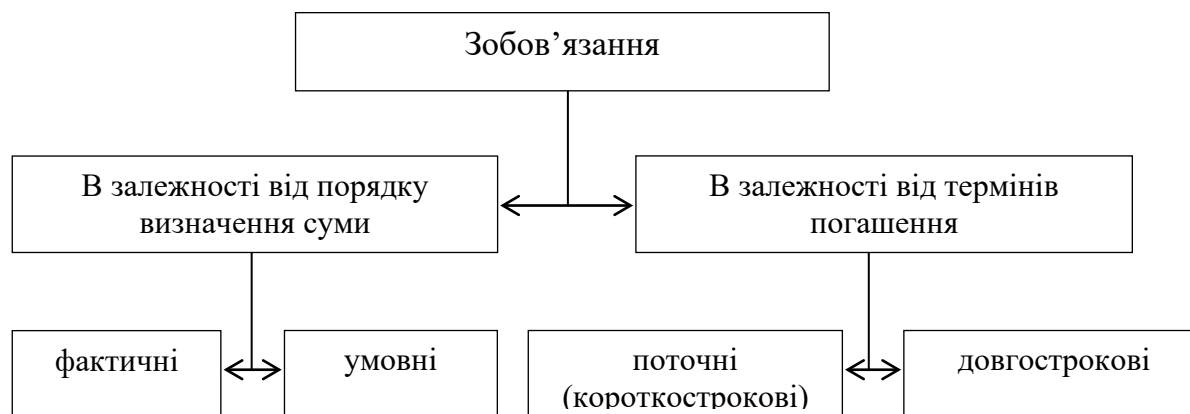 Зобов’язання
В залежності від порядку
визначення суми
В залежності від термінів
погашення
фактичні
умовні
поточні
(короткострокові)
довгострокові